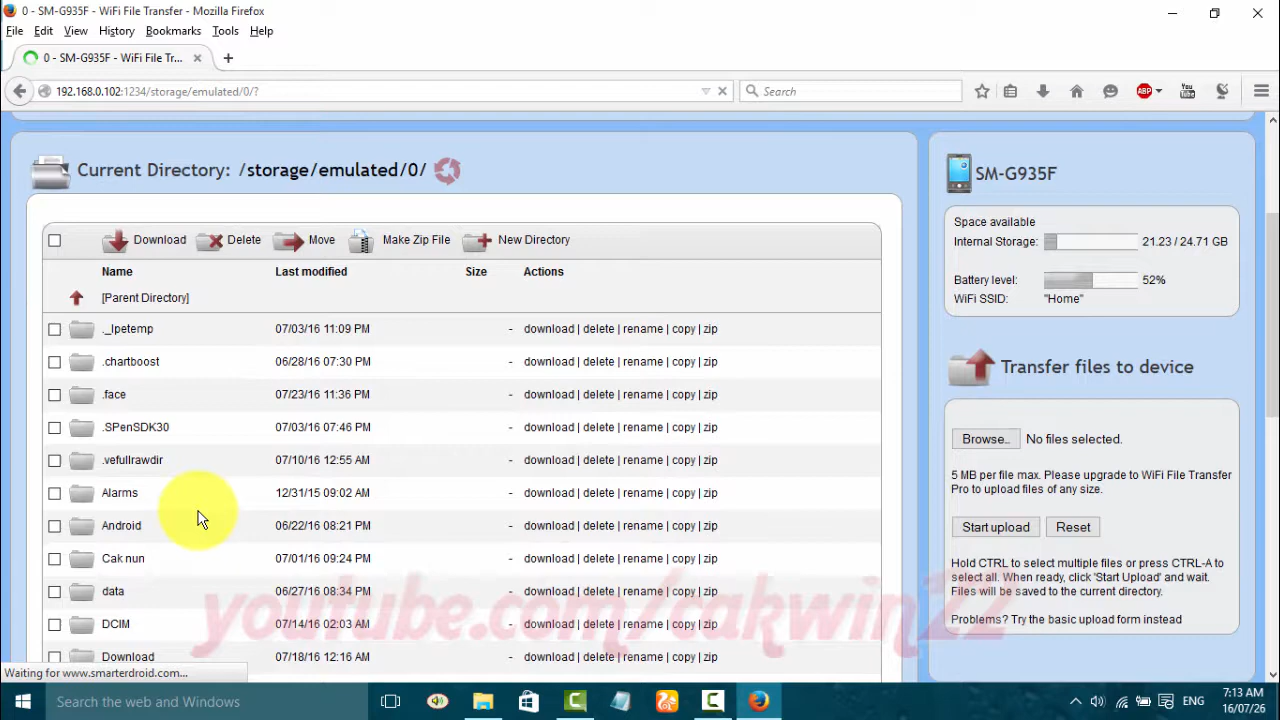 0 - SM-G935F - WiFi File Transfer - Mozilla Firefox
File Edit View History Bookmarks Tools Help
0 - SM-G935F - WiFi File Tr...
192.168.0.102:1234/storage/emulated/0/?
Search
ABP
You Tube
Current Directory: /storage/emulated/0/
Download Delete Move Make Zip File New Directory
Name Last modified Size Actions
[Parent Directory]
._lpetemp 07/03/16 11:09 PM - download | delete | rename | copy | zip
.chartboost 06/28/16 07:30 PM - download | delete | rename | copy | zip
.face 07/23/16 11:36 PM - download | delete | rename | copy | zip
.SPenSDK30 07/03/16 07:46 PM - download | delete | rename | copy | zip
.vefullrawdir 07/10/16 12:55 AM - download | delete | rename | copy | zip
Alarms 12/31/15 09:02 AM - download | delete | rename | copy | zip
Android 06/22/16 08:21 PM - download | delete | rename | copy | zip
Cak nun 07/01/16 09:24 PM - download | delete | rename | copy | zip
data 06/27/16 08:34 PM - download | delete | rename | copy | zip
DCIM 07/14/16 02:03 AM - download | delete | rename | copy | zip
Download 07/18/16 12:16 AM - download | delete | rename | copy | zip
SM-G935F
Space available
Internal Storage: 21.23 / 24.71 GB
Battery level: 52%
WiFi SSID: "Home"
Transfer files to device
Browse... No files selected.
5 MB per file max. Please upgrade to WiFi File Transfer
Pro to upload files of any size.
Start upload Reset
Hold CTRL to select multiple files or press CTRL-A to
select all. When ready, click 'Start Upload' and wait.
Files will be saved to the current directory.
Problems? Try the basic upload form instead
youtube.com/cakwin22
Waiting for www.smarterdroid.com...
Search the web and Windows
ENG
7:13 AM
16/07/26